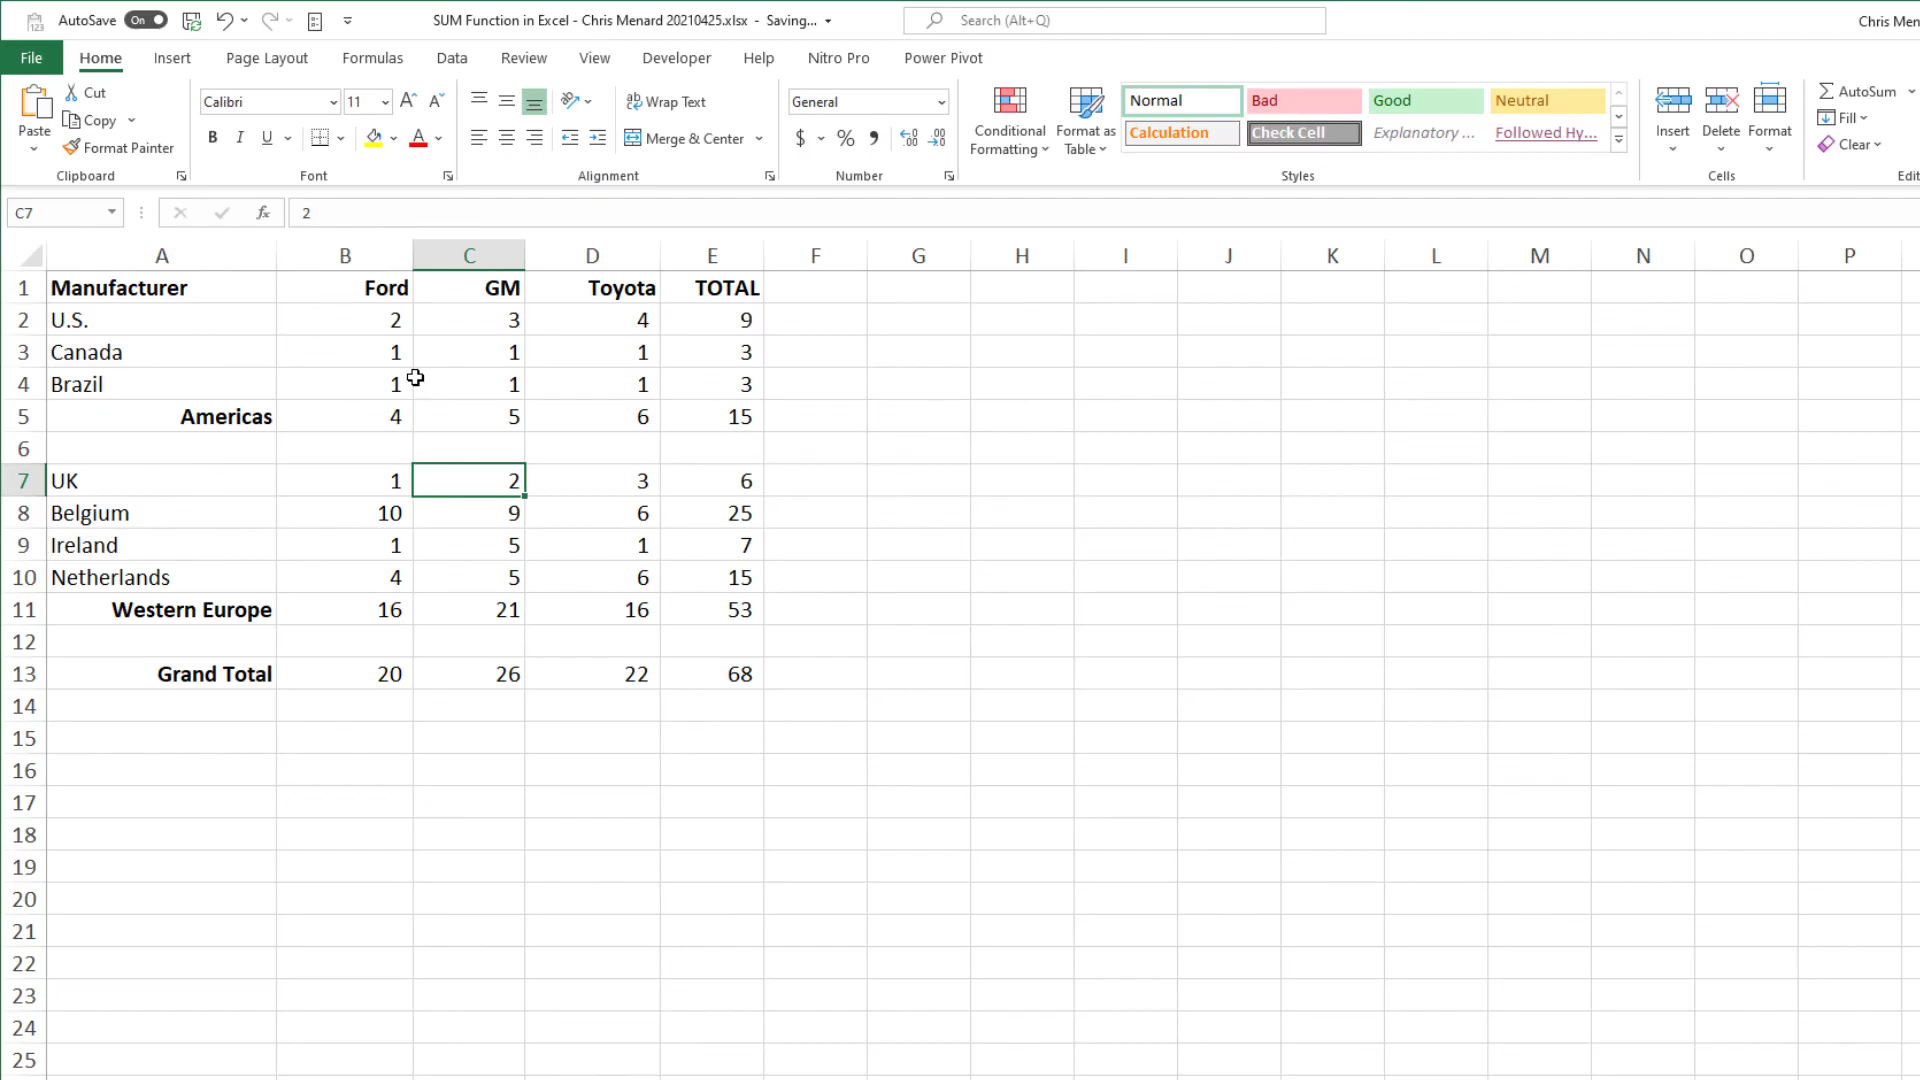 AutoSave On SUM Function in Excel - Chris Menard 20210425.xlsx - Saving... Search (Alt+Q) Chris Men
File Home Insert Page Layout Formulas Data Review View Developer Help Nitro Pro Power Pivot
Paste
Cut
Copy
Format Painter
Clipboard
Calibri 11
B I U
Font
Wrap Text
Merge & Center
Alignment
General
$ % ,
Number
Conditional Formatting
Format as Table
Normal Bad Good Neutral
Calculation Check Cell Explanatory ... Followed Hy...
Styles
Insert Delete Format
Cells
AutoSum
Fill
Clear
Edit
C7 fx 2
A B C D E F G H I J K L M N O P
1 Manufacturer Ford GM Toyota TOTAL
2 U.S. 2 3 4 9
3 Canada 1 1 1 3
4 Brazil 1 1 1 3
5 Americas 4 5 6 15
6
7 UK 1 2 3 6
8 Belgium 10 9 6 25
9 Ireland 1 5 1 7
10 Netherlands 4 5 6 15
11 Western Europe 16 21 16 53
12
13 Grand Total 20 26 22 68
14
15
16
17
18
19
20
21
22
23
24
25